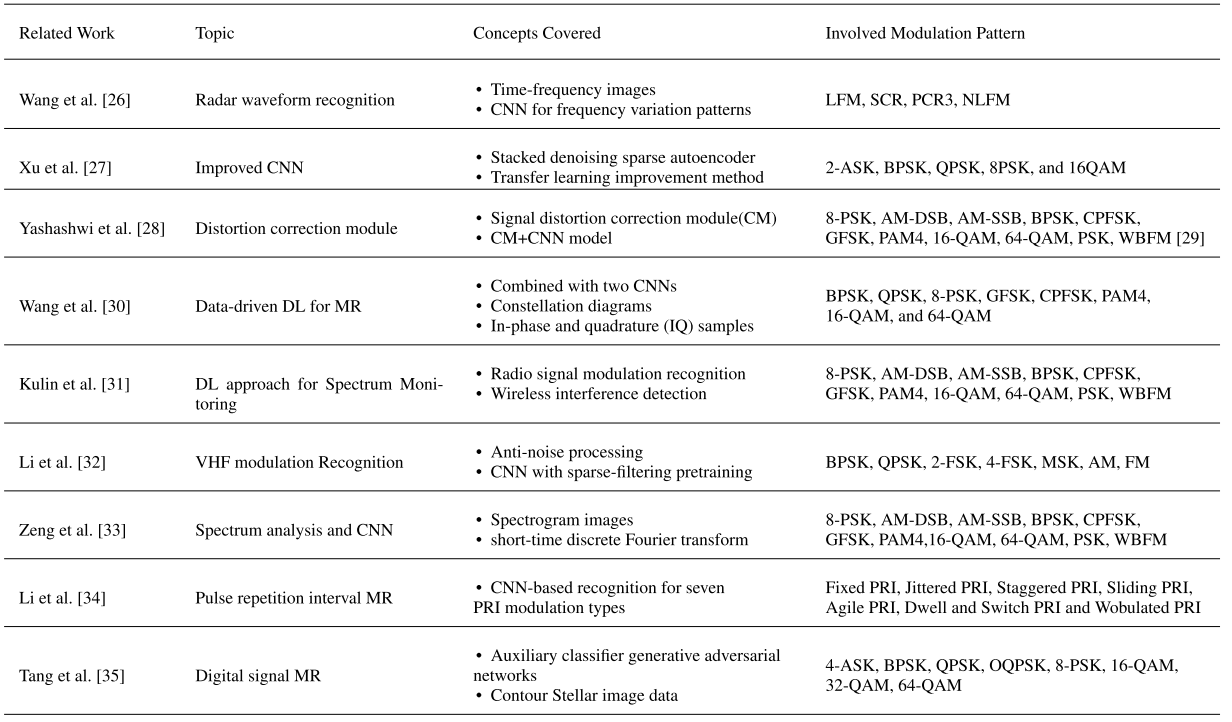 Related Work Topic Concepts Covered Involved Modulation Pattern
Wang et al. [26] Radar waveform recognition • Time-frequency images
• CNN for frequency variation patterns LFM, SCR, PCR3, NLFM
Xu et al. [27] Improved CNN • Stacked denoising sparse autoencoder
• Transfer learning improvement method 2-ASK, BPSK, QPSK, 8PSK, and 16QAM
Yashashwi et al. [28] Distortion correction module • Signal distortion correction module(CM)
• CM+CNN model 8-PSK, AM-DSB, AM-SSB, BPSK, CPFSK,
GFSK, PAM4, 16-QAM, 64-QAM, PSK, WBFM [29]
Wang et al. [30] Data-driven DL for MR • Combined with two CNNs
• Constellation diagrams
• In-phase and quadrature (IQ) samples BPSK, QPSK, 8-PSK, GFSK, CPFSK, PAM4,
16-QAM, and 64-QAM
Kulin et al. [31] DL approach for Spectrum Moni-
toring • Radio signal modulation recognition
• Wireless interference detection 8-PSK, AM-DSB, AM-SSB, BPSK, CPFSK,
GFSK, PAM4, 16-QAM, 64-QAM, PSK, WBFM
Li et al. [32] VHF modulation Recognition • Anti-noise processing
• CNN with sparse-filtering pretraining BPSK, QPSK, 2-FSK, 4-FSK, MSK, AM, FM
Zeng et al. [33] Spectrum analysis and CNN • Spectrogram images
• short-time discrete Fourier transform 8-PSK, AM-DSB, AM-SSB, BPSK, CPFSK,
GFSK, PAM4,16-QAM, 64-QAM, PSK, WBFM
Li et al. [34] Pulse repetition interval MR • CNN-based recognition for seven
PRI modulation types Fixed PRI, Jittered PRI, Staggered PRI, Sliding PRI,
Agile PRI, Dwell and Switch PRI and Wobulated PRI
Tang et al. [35] Digital signal MR • Auxiliary classifier generative adversarial
networks
• Contour Stellar image data 4-ASK, BPSK, QPSK, OQPSK, 8-PSK, 16-QAM,
32-QAM, 64-QAM